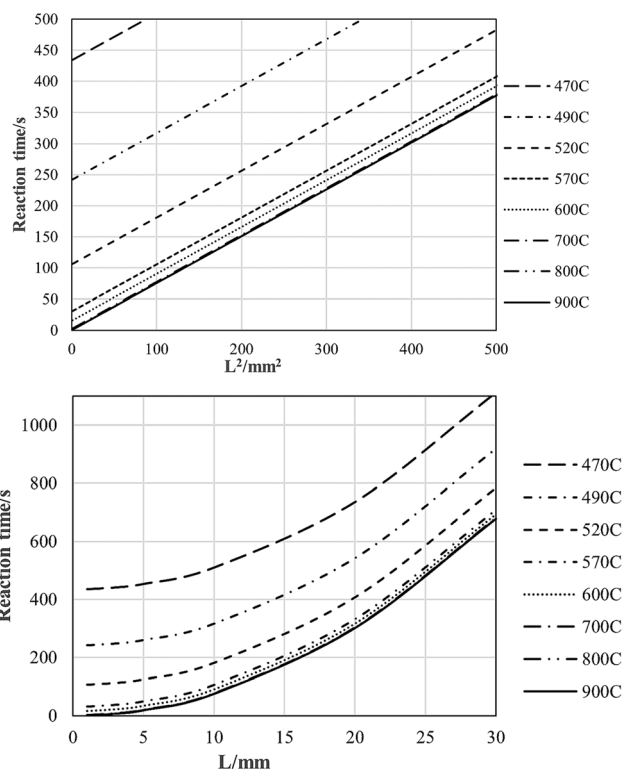 500
450
400
350
300
250
200
150
100
50
0
Reaction time/s
0 100 200 300 400 500
L²/mm²
470C
490C
520C
570C
600C
700C
800C
900C
1000
800
600
400
200
0
Reaction time/s
0 5 10 15 20 25 30
L/mm
470C
490C
520C
570C
600C
700C
800C
900C